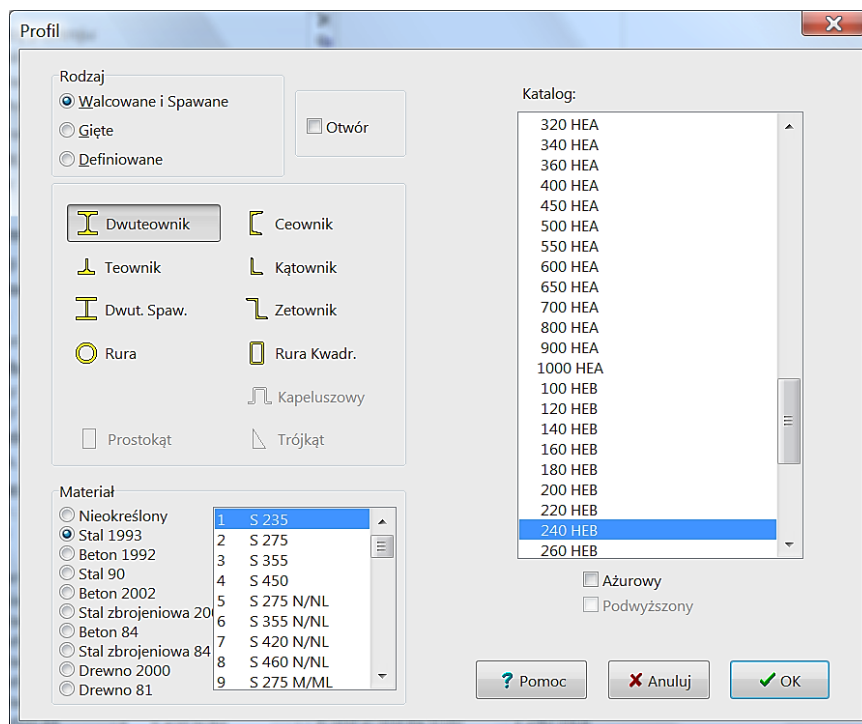 Profil
Rodzaj
Walcowane i Spawane
Gięte
Definiowane
Otwór
Dwuteownik
Ceownik
Teownik
Kątownik
Dwut. Spaw.
Zetownik
Rura
Rura Kwadr.
Kapeluszowy
Prostokąt
Trójkąt
Materiał
Nieokreślony
Stal 1993
Beton 1992
Stal 90
Beton 2002
Stal zbrojeniowa 20
Beton 84
Stal zbrojeniowa 84
Drewno 2000
Drewno 81
1 S 235
2 S 275
3 S 355
4 S 450
5 S 275 N/NL
6 S 355 N/NL
7 S 420 N/NL
8 S 460 N/NL
9 S 275 M/ML
Katalog:
320 HEA
340 HEA
360 HEA
400 HEA
450 HEA
500 HEA
550 HEA
600 HEA
650 HEA
700 HEA
800 HEA
900 HEA
1000 HEA
100 HEB
120 HEB
140 HEB
160 HEB
180 HEB
200 HEB
220 HEB
240 HEB
260 HEB
Ażurowy
Podwyższony
? Pomoc
Anuluj
OK